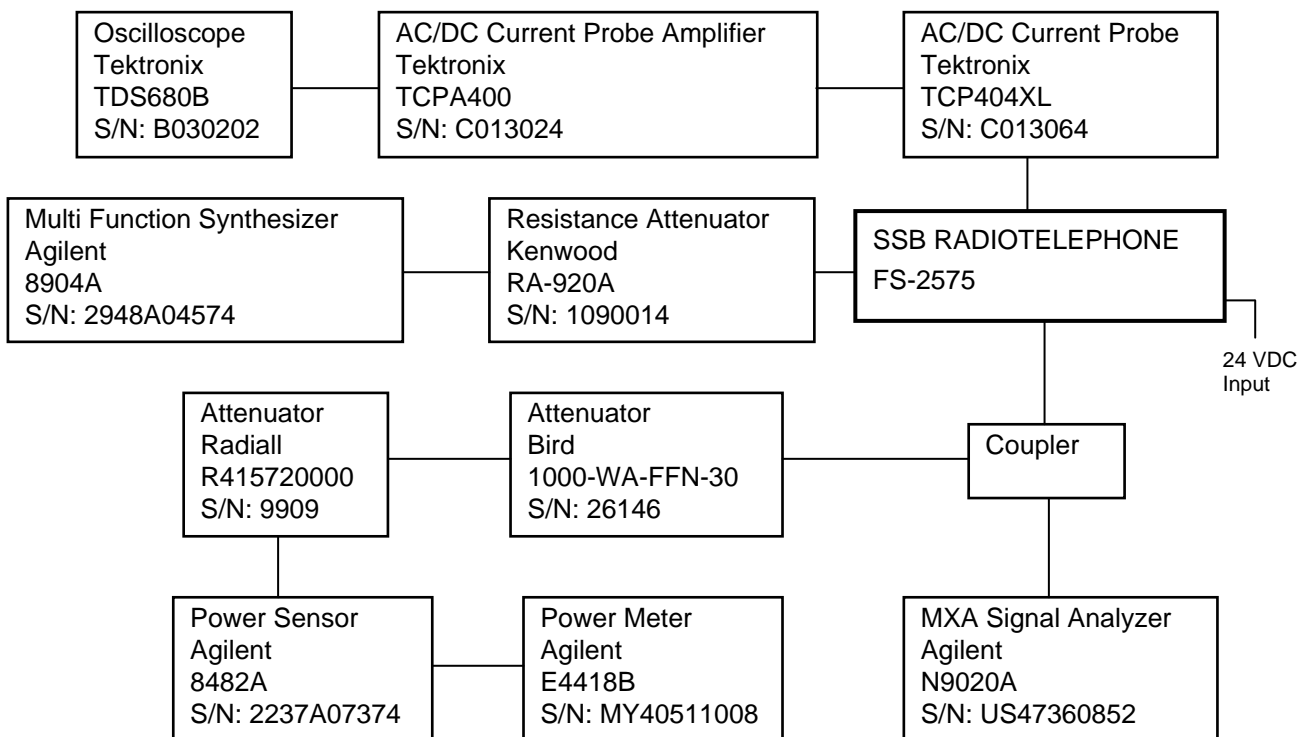 Oscilloscope
Tektronix
TDS680B
S/N: B030202
AC/DC Current Probe Amplifier
Tektronix
TCPA400
S/N: C013024
AC/DC Current Probe
Tektronix
TCP404XL
S/N: C013064
Multi Function Synthesizer
Agilent
8904A
S/N: 2948A04574
Resistance Attenuator
Kenwood
RA-920A
S/N: 1090014
SSB RADIOTELEPHONE
FS-2575
24 VDC
Input
Attenuator
Radiall
R415720000
S/N: 9909
Attenuator
Bird
1000-WA-FFN-30
S/N: 26146
Coupler
Power Sensor
Agilent
8482A
S/N: 2237A07374
Power Meter
Agilent
E4418B
S/N: MY40511008
MXA Signal Analyzer
Agilent
N9020A
S/N: US47360852